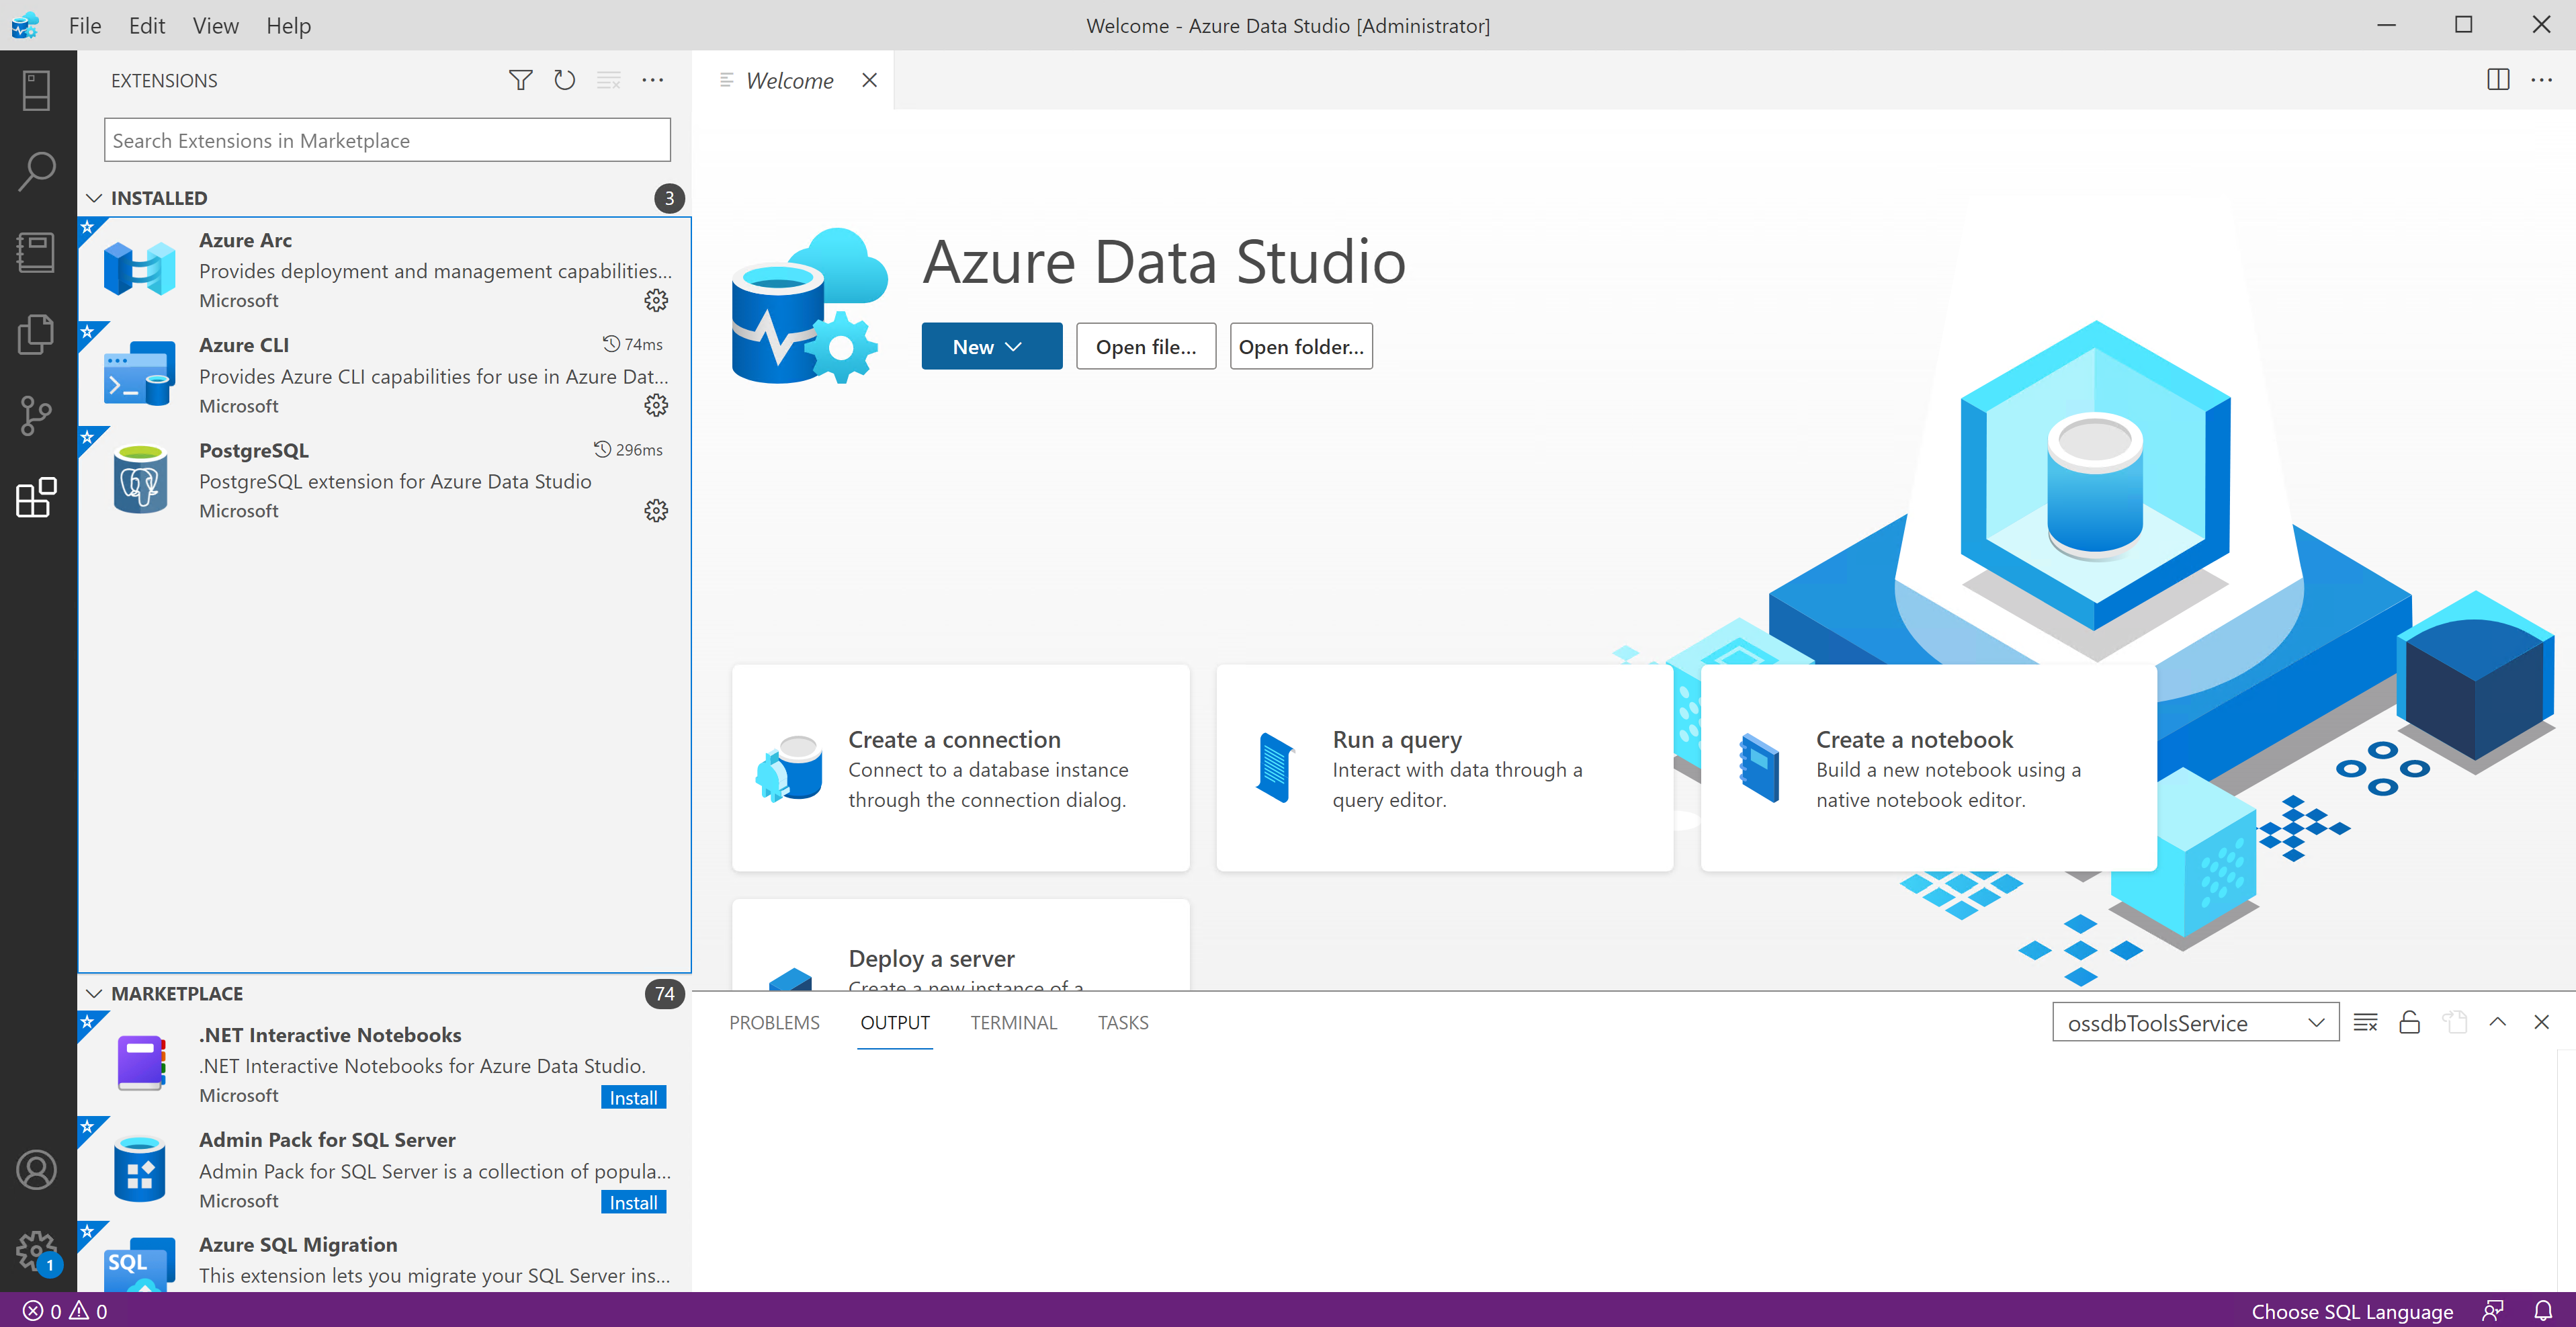 File Edit View Help
Welcome - Azure Data Studio [Administrator]
EXTENSIONS
Search Extensions in Marketplace
INSTALLED 3
Azure Arc
Provides deployment and management capabilities...
Microsoft
Azure CLI 74ms
Provides Azure CLI capabilities for use in Azure Dat...
Microsoft
PostgreSQL 296ms
PostgreSQL extension for Azure Data Studio
Microsoft
MARKETPLACE 74
.NET Interactive Notebooks
.NET Interactive Notebooks for Azure Data Studio.
Microsoft Install
Admin Pack for SQL Server
Admin Pack for SQL Server is a collection of popula...
Microsoft Install
SQL
Azure SQL Migration
This extension lets you migrate your SQL Server ins...
1
Welcome
Azure Data Studio
New Open file... Open folder...
Create a connection
Connect to a database instance
through the connection dialog.
Run a query
Interact with data through a
query editor.
Create a notebook
Build a new notebook using a
native notebook editor.
Deploy a server
Create a new instance of a
PROBLEMS OUTPUT TERMINAL TASKS
ossdbToolsService
0 0
Choose SQL Language